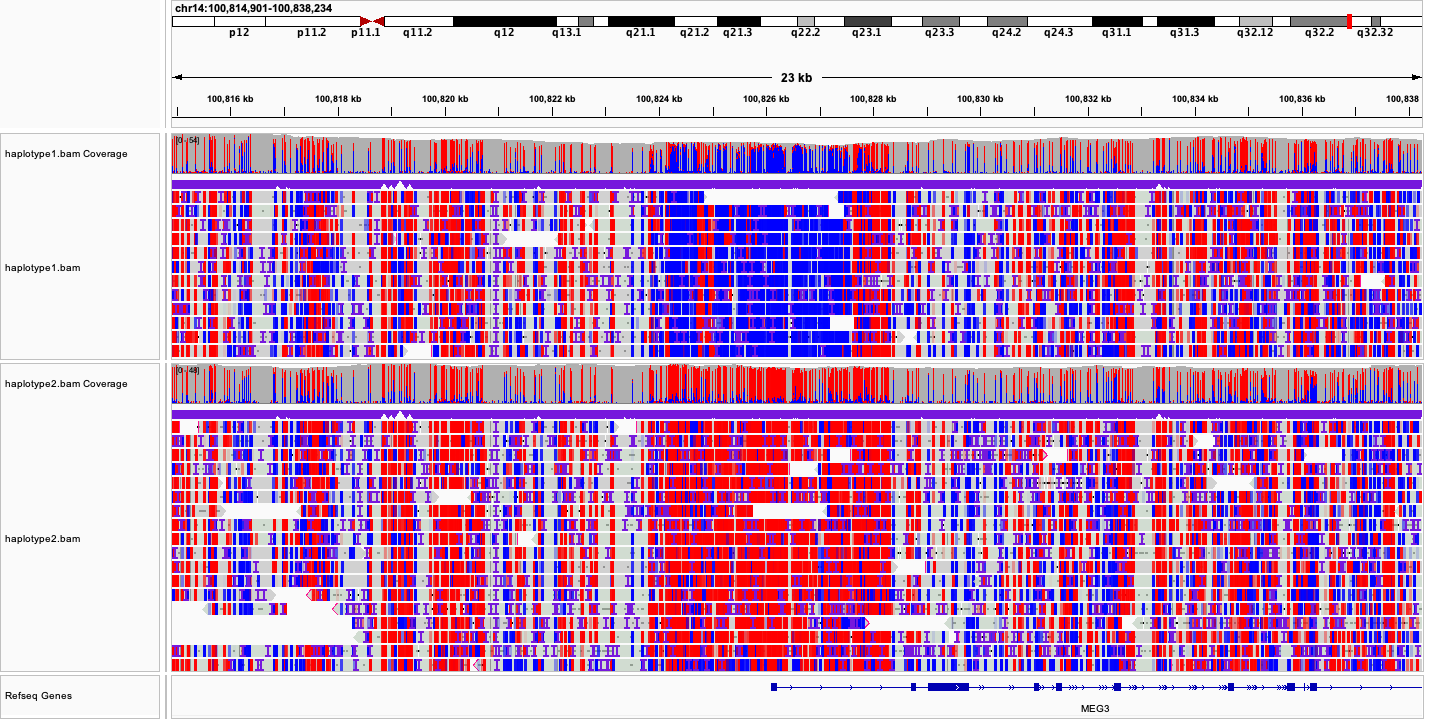 chr14:100,814,901-100,838,234
p12 p11.2 p11.1 q11.2 q12 q13.1 q21.1 q21.2 q21.3 q22.2 q23.1 q23.3 q24.2 q24.3 q31.1 q31.3 q32.12 q32.2 q32.32
23 kb
100,816 kb 100,818 kb 100,820 kb 100,822 kb 100,824 kb 100,826 kb 100,828 kb 100,830 kb 100,832 kb 100,834 kb 100,836 kb 100,838
[0 - 54]
haplotype1.bam Coverage
haplotype1.bam
[0 - 48]
haplotype2.bam Coverage
haplotype2.bam
Refseq Genes
MEG3